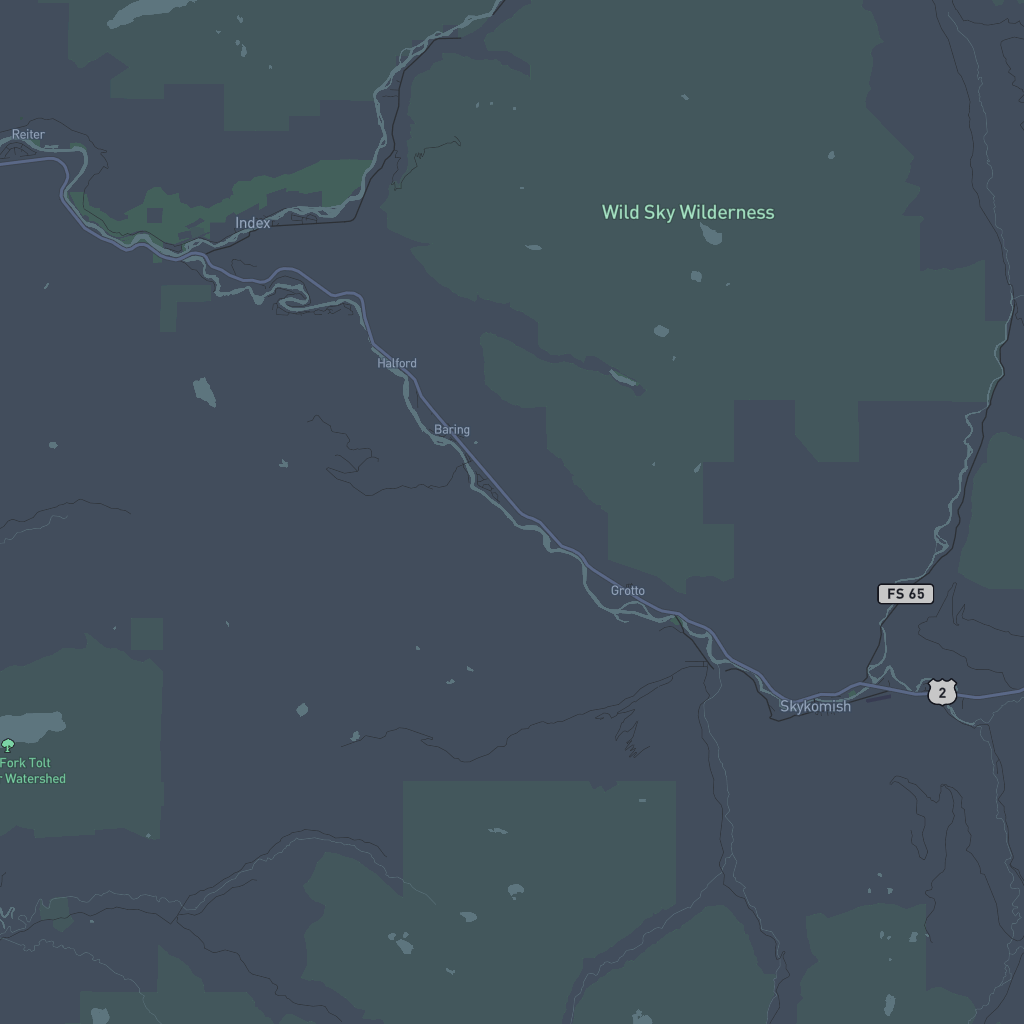 Reiter
Wild Sky Wilderness
Index
Halford
Baring
Grotto
FS 65
2
Skykomish
Fork Tolt
Watershed